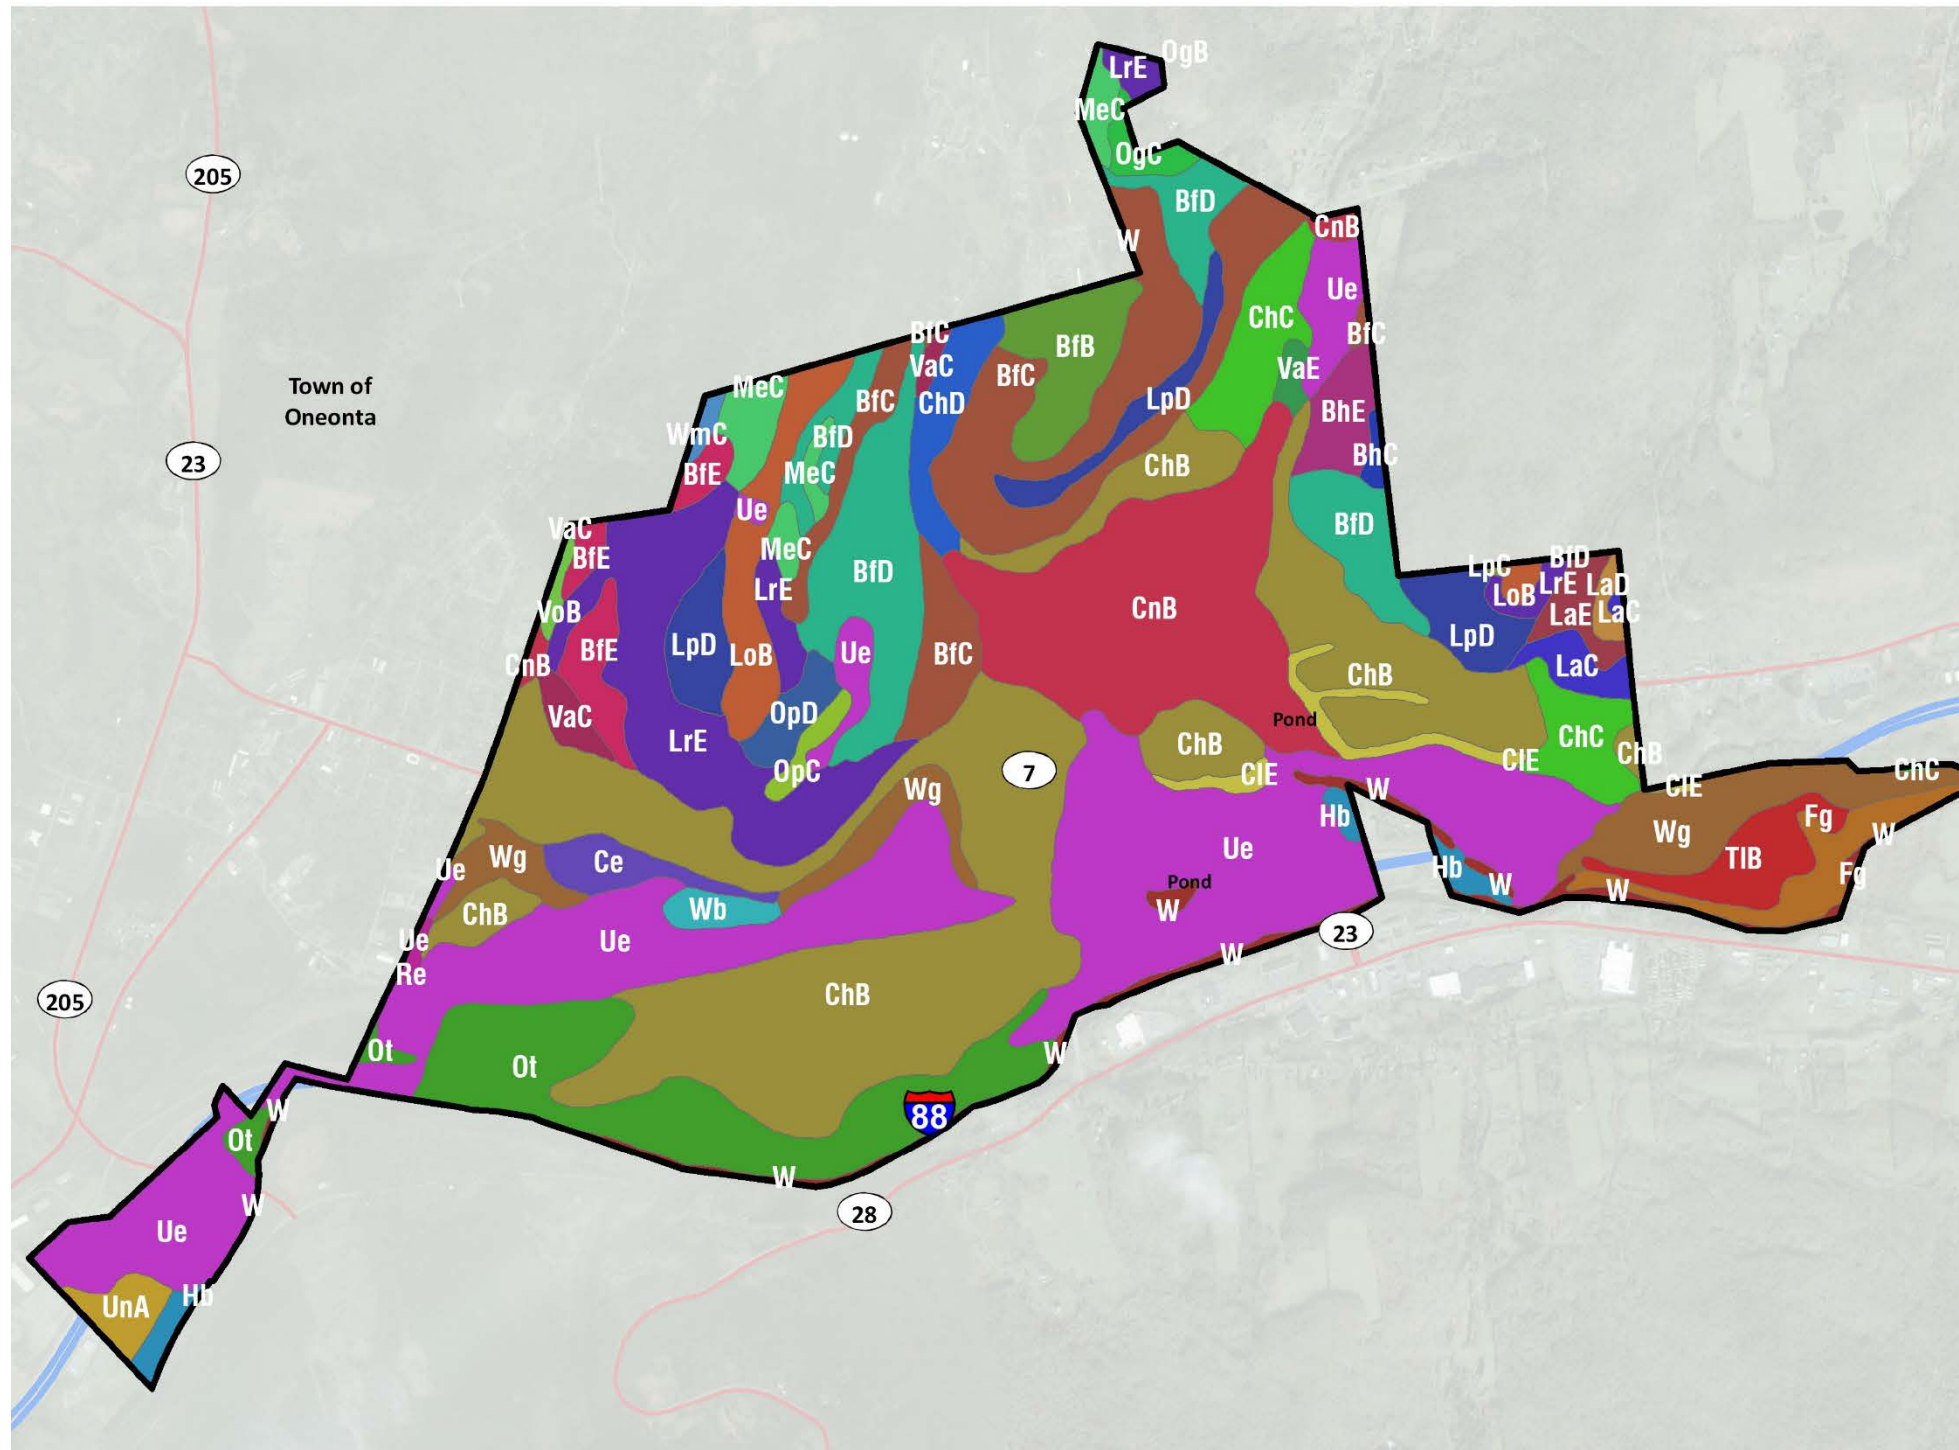 OgB
LrE
MeC
OgC
205
BfD
CnB
W
Ue
ChC
BfC
BfC
BfB
VaC
BfC
VaE
Town of
Oneonta
MeC
BfC
ChD
LpD
BhE
WmC
BfD
23
ChB
BhC
BfE
MeC
Ue
BfD
VaC
MeC
BfE
BfD
LpC
BfD
LrE
LoB
LrE
LaD
CnB
VoB
LaE
LaC
LpD
BfE
LpD
LoB
Ue
BfC
CnB
LaC
ChB
VaC
OpD
Pond
LrE
ChC
ChB
ChB
OpC
7
ClE
ClE
ChC
Wg
W
ClE
Hb
Fg
Wg
W
Ue
Wg
Ce
Ue
TlB
Ue
Hb
Fg
Pond
W
W
Wb
W
ChB
Ue
Ue
23
W
Re
ChB
205
Ot
W
Ot
88
W
Ot
W
W
28
Ue
Hb
UnA